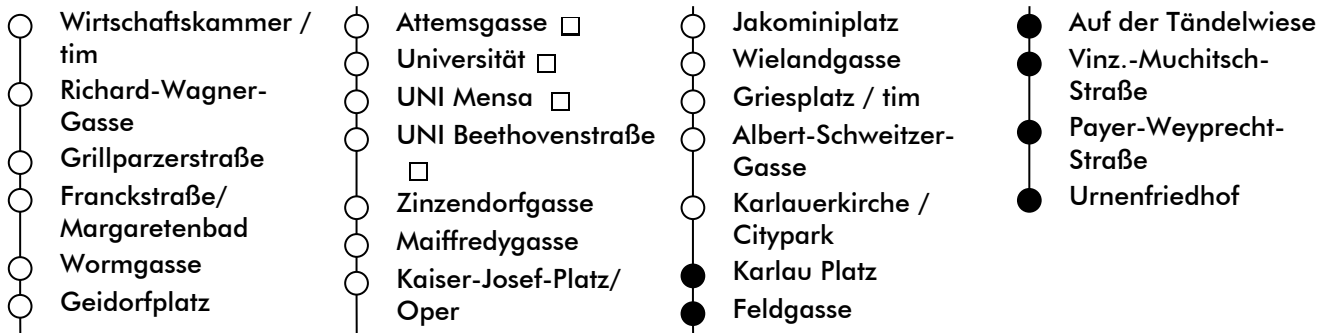 Wirtschaftskammer /
tim
Richard-Wagner-
Gasse
Grillparzerstraße
Franckstraße/
Margaretenbad
Wormgasse
Geidorfplatz
Attemsgasse
Universität
UNI Mensa
UNI Beethovenstraße
Zinzendorfgasse
Maiffredygasse
Kaiser-Josef-Platz/
Oper
Jakominiplatz
Wielandgasse
Griesplatz / tim
Albert-Schweitzer-
Gasse
Karlauerkirche /
Citypark
Karlau Platz
Feldgasse
Auf der Tändelwiese
Vinz.-Muchitsch-
Straße
Payer-Weyprecht-
Straße
Urnenfriedhof